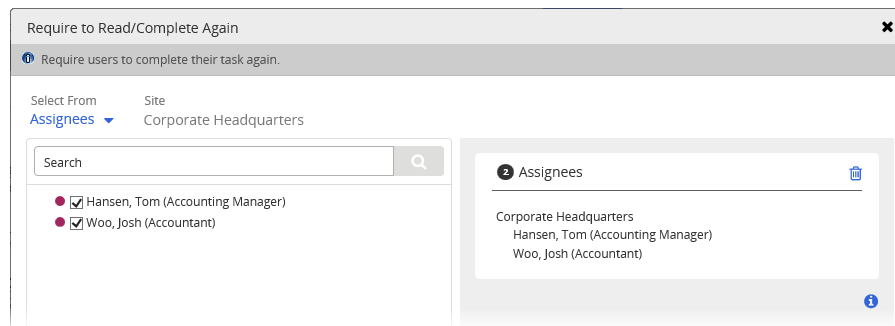 Require to Read/Complete Again
Require users to complete their task again.
Select From
Site
Assignees
Corporate Headquarters
Search
Hansen, Tom (Accounting Manager)
Woo, Josh (Accountant)
2 Assignees
Corporate Headquarters
Hansen, Tom (Accounting Manager)
Woo, Josh (Accountant)